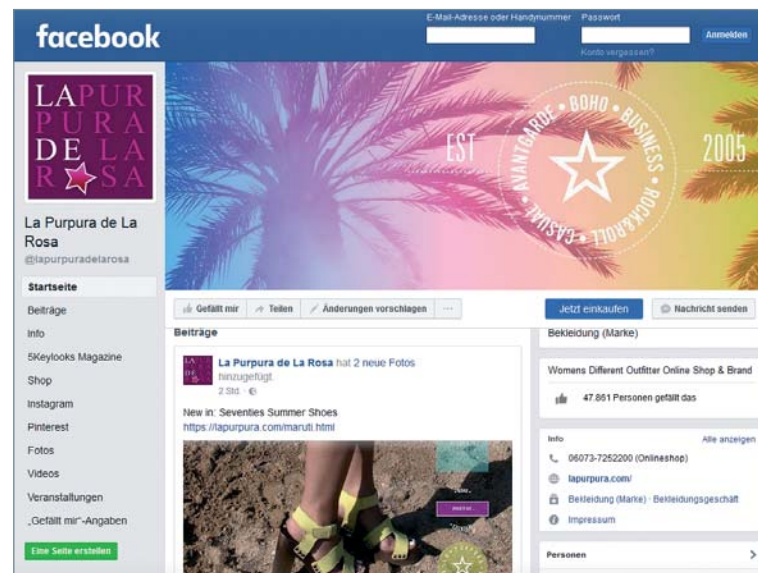 facebook
E-Mail-Adresse oder Handynummer
Passwort
Anmelden
Konto vergessen?
LAPUR
PURA
DE LA
R SA
La Purpura de La
Rosa
@lapurpuradelarosa
Startseite
Beiträge
Info
5Keylooks Magazine
Shop
Instagram
Pinterest
Fotos
Videos
Veranstaltungen
„Gefällt mir“-Angaben
Eine Seite erstellen
EST
AVANTGARDE • BOHO • BUSINESS • ROCK&ROLL • CASUAL •
2005
Gefällt mir
Teilen
Änderungen vorschlagen
...
Jetzt einkaufen
Nachricht senden
Beiträge
La Purpura de La Rosa hat 2 neue Fotos
hinzugefügt.
2 Std. ·
New in: Seventies Summer Shoes
https://lapurpura.com/maruti.html
Bekleidung (Marke)
Womens Different Outfitter Online Shop & Brand
47.861 Personen gefällt das
Info
Alle anzeigen
06073-7252200 (Onlineshop)
lapurpura.com/
Bekleidung (Marke) · Bekleidungsgeschäft
Impressum
Personen